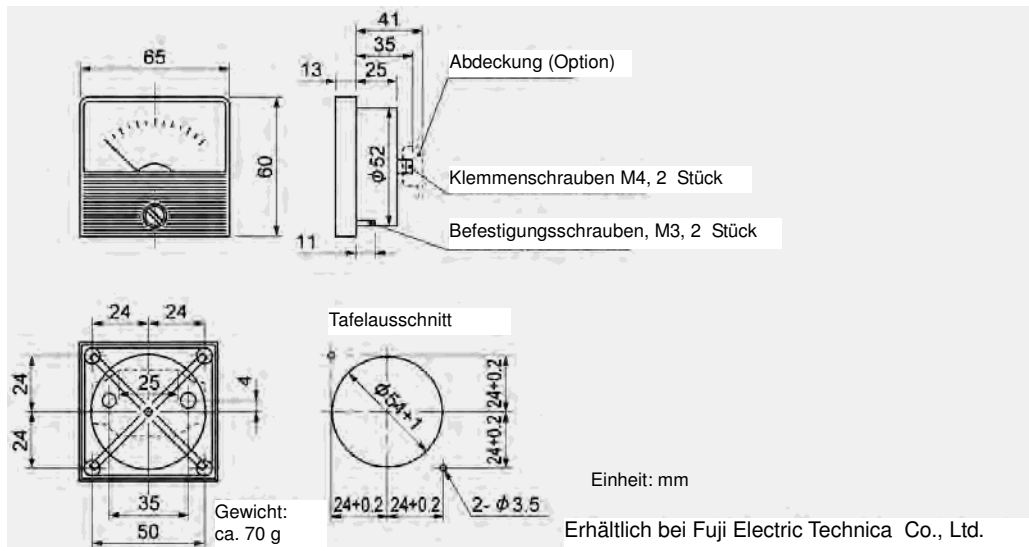 41
35
65
13
25
Abdeckung (Option)
60
ϕ52
Klemmenschrauben M4, 2 Stück
Befestigungsschrauben, M3, 2 Stück
11
24
24
Tafelausschnitt
24
25
4
24
ϕ54+1
24+0.2
24+0.2
35
50
Gewicht:
ca. 70 g
24+0.2
24+0.2
2- ϕ3.5
Einheit: mm
Erhältlich bei Fuji Electric Technica Co., Ltd.